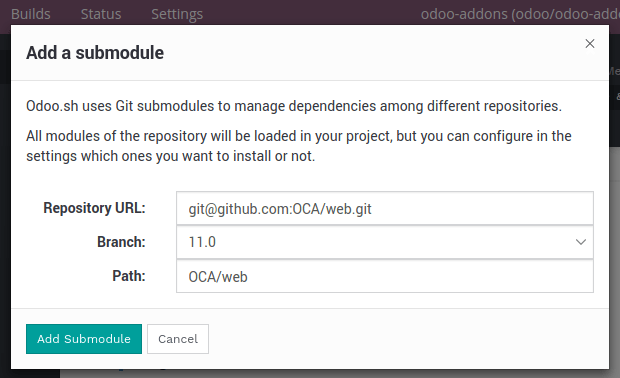 Builds Status Settings odoo-addons (odoo/odoo-add
Add a submodule
Odoo.sh uses Git submodules to manage dependencies among different repositories.
All modules of the repository will be loaded in your project, but you can configure in the
settings which ones you want to install or not.
Repository URL: git@github.com:OCA/web.git
Branch: 11.0
Path: OCA/web
Add Submodule Cancel